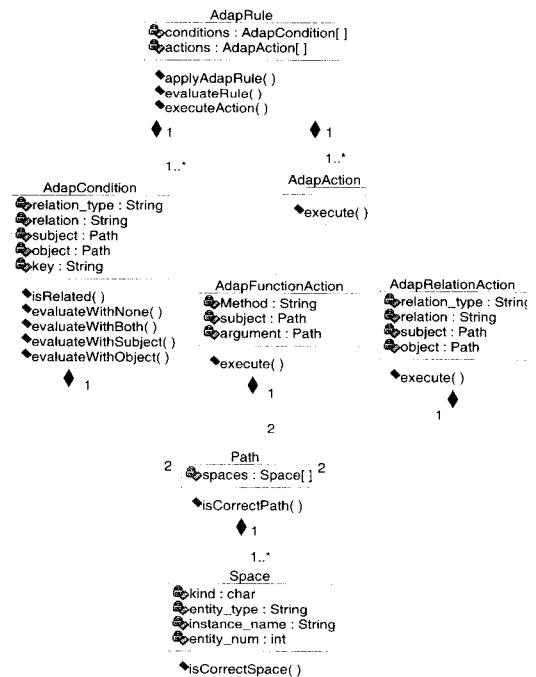 AdapRule
conditions : AdapCondition[ ]
actions : AdapAction[ ]
applyAdapRule( )
evaluateRule( )
executeAction( )
1
1
1..*
1..*
AdapCondition
relation_type : String
relation : String
subject : Path
object : Path
key : String
isRelated( )
evaluateWithNone( )
evaluateWithBoth( )
evaluateWithSubject( )
evaluateWithObject( )
1
AdapAction
execute( )
AdapFunctionAction
Method : String
subject : Path
argument : Path
execute( )
1
AdapRelationAction
relation_type : String
relation : String
subject : Path
object : Path
execute( )
1
2
2
2
Path
spaces : Space[ ]
isCorrectPath( )
1
1..*
Space
kind : char
entity_type : String
instance_name : String
entity_num : int
isCorrectSpace( )